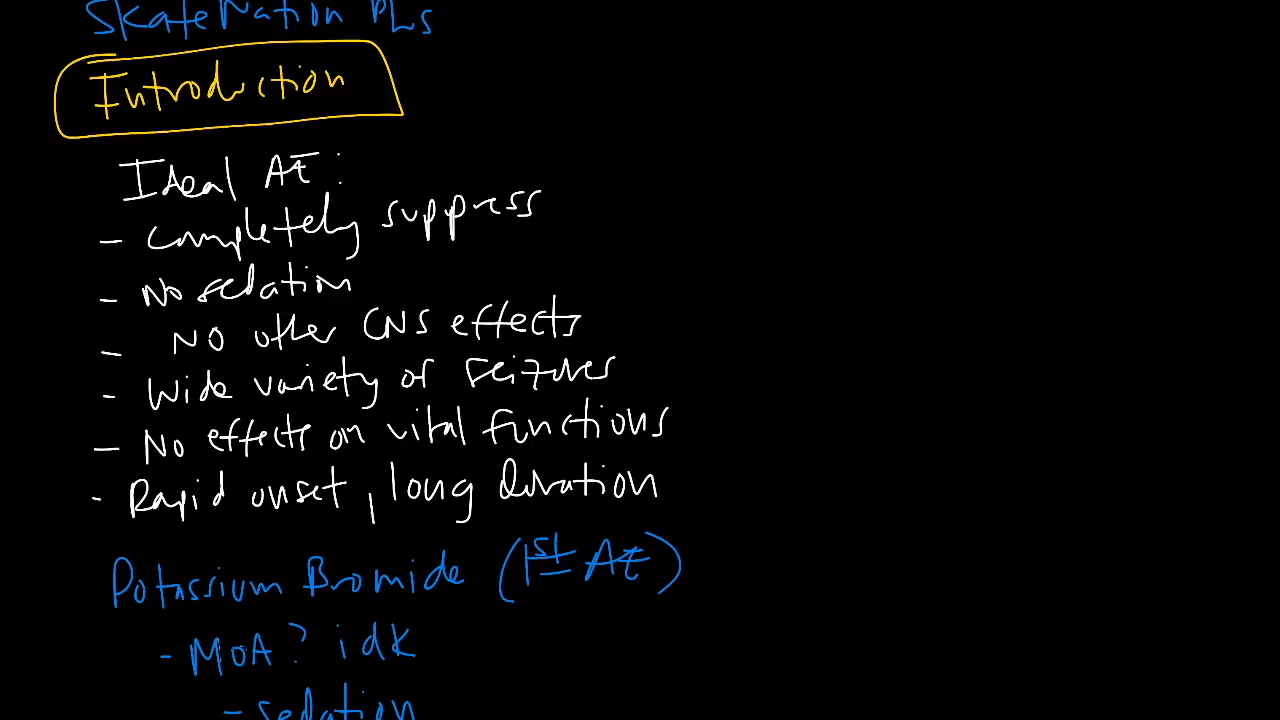 SkateNation PLs
Introduction
Ideal AE:
- Completely suppress
- No sedation
- NO other CNS effects
- Wide variety of seizures
- No effects on vital functions
- Rapid onset, long duration
Potassium Bromide (1st AE)
- MOA? idk
- sedation